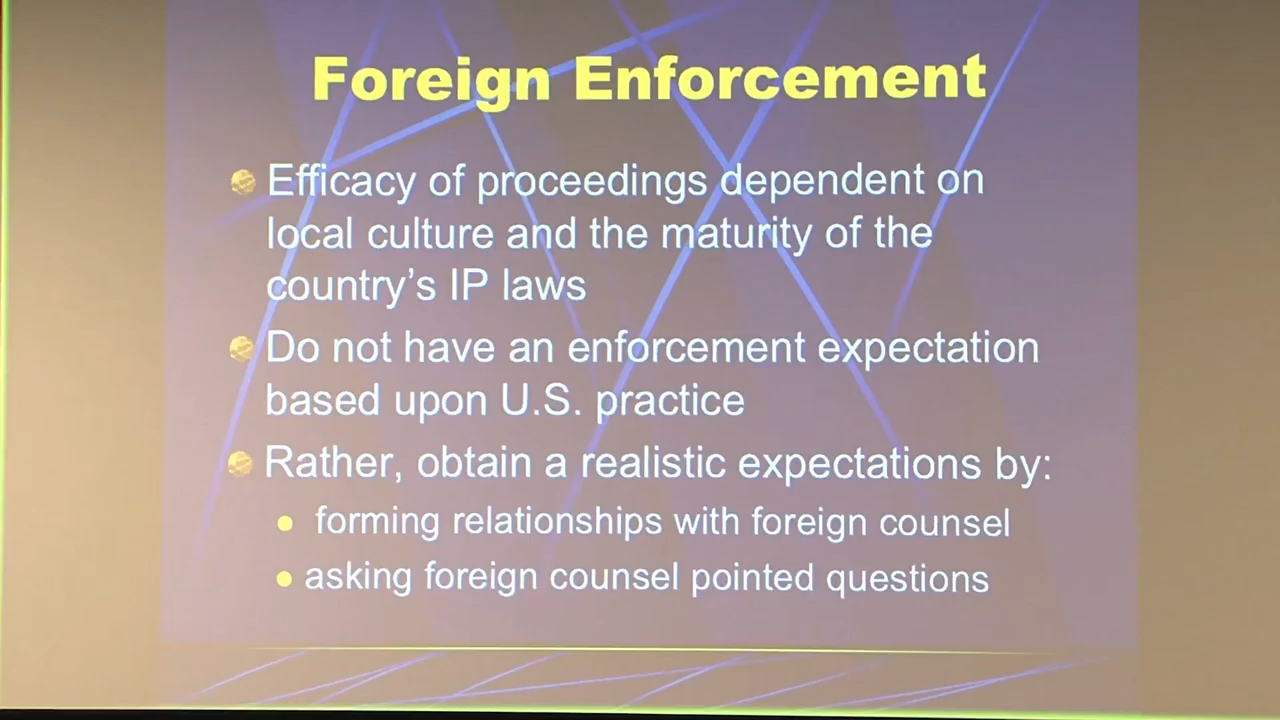 Foreign Enforcement
Efficacy of proceedings dependent on
local culture and the maturity of the
country's IP laws
Do not have an enforcement expectation
based upon U.S. practice
Rather, obtain a realistic expectations by:
forming relationships with foreign counsel
asking foreign counsel pointed questions